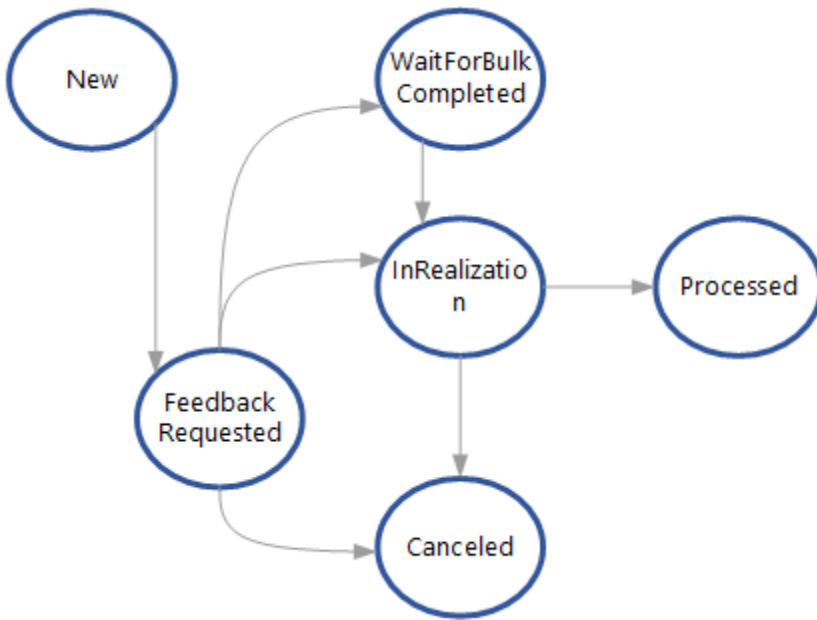 New
WaitForBulk
Completed
InRealizatio
n
Processed
Feedback
Requested
Canceled